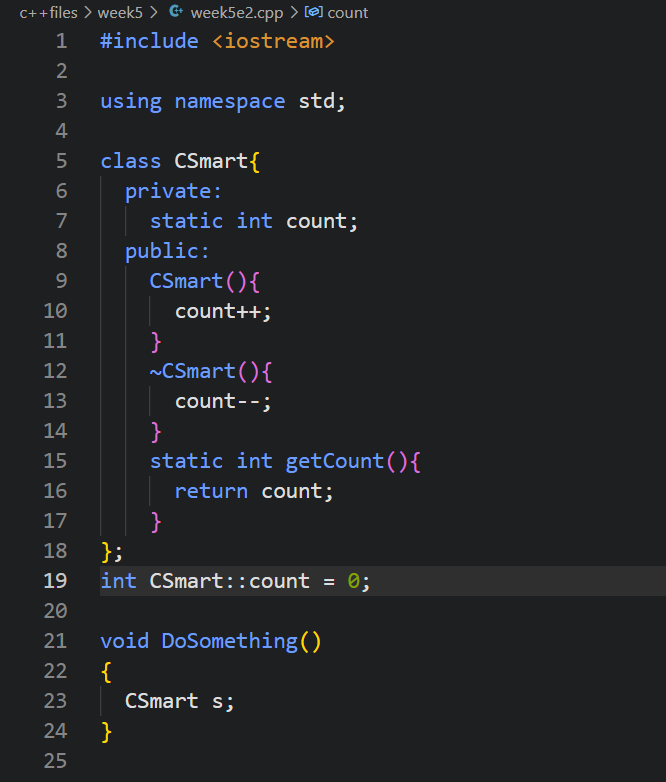 c++files > week5 > week5e2.cpp > count
1 #include <iostream>
2
3 using namespace std;
4
5 class CSmart{
6   private:
7     static int count;
8   public:
9     CSmart(){
10       count++;
11     }
12     ~CSmart(){
13       count--;
14     }
15     static int getCount(){
16       return count;
17     }
18 };
19 int CSmart::count = 0;
20
21 void DoSomething()
22 {
23   CSmart s;
24 }
25